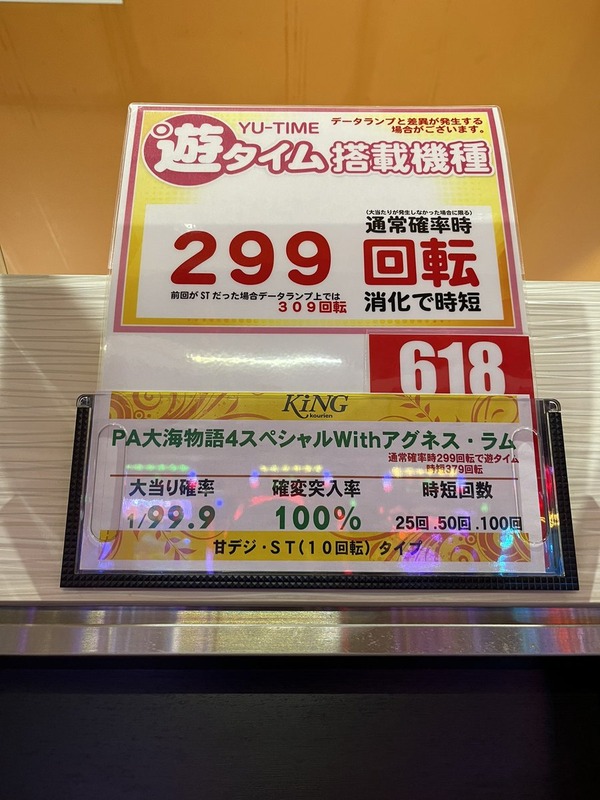 YU-TIME
データランプと差異が発生する
場合がございます。
遊タイム搭載機種
(大当たりが発生しなかった場合に限る)
通常確率時
299 回転
前回がSTだった場合データランプ上では
309回転
消化で時短
618
KiNG
kourien
PA大海物語4スペシャルWithアグネス・ラム
通常確率時299回転で遊タイム
時短379回転
大当り確率 確変突入率 時短回数
1/99.9 100% 25回.50回.100回
甘デジ・ST(10回転)タイプ